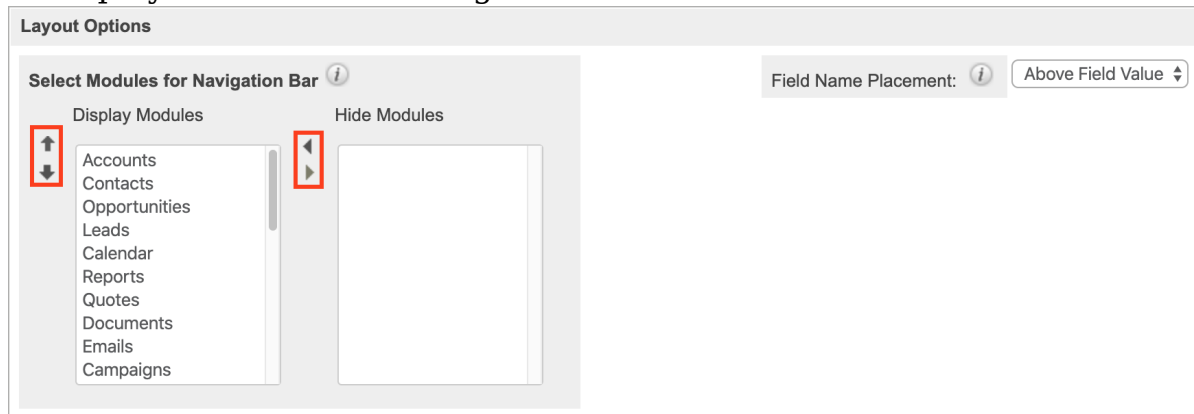 Layout Options
Select Modules for Navigation Bar i
Field Name Placement: i Above Field Value
Display Modules Hide Modules
Accounts
Contacts
Opportunities
Leads
Calendar
Reports
Quotes
Documents
Emails
Campaigns